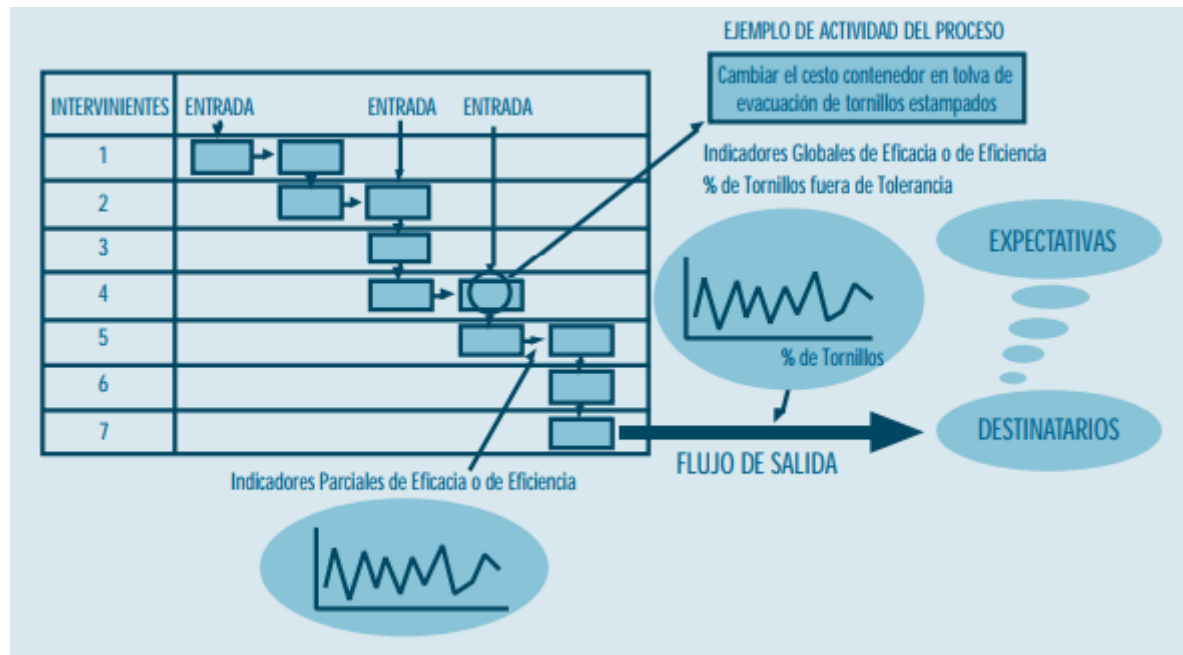 EJEMPLO DE ACTIVIDAD DEL PROCESO
Cambiar el cesto contenedor en tolva de
evacuación de tornillos estampados
INTERVINIENTES ENTRADA ENTRADA ENTRADA
1
2
3
4
5
6
7
Indicadores Globales de Eficacia o de Eficiencia
% de Tornillos fuera de Tolerancia
% de Tornillos
EXPECTATIVAS
DESTINATARIOS
FLUJO DE SALIDA
Indicadores Parciales de Eficacia o de Eficiencia